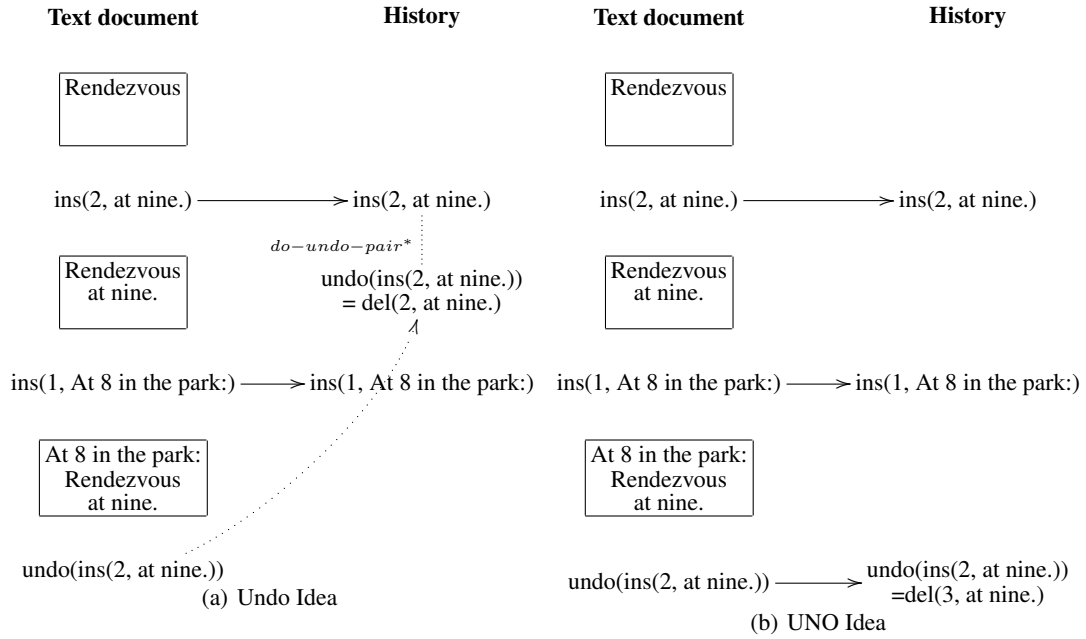 Text document History Text document History
Rendezvous Rendezvous
ins(2, at nine.) ins(2, at nine.) ins(2, at nine.) ins(2, at nine.)
do−undo−pair*
Rendezvous
at nine.
undo(ins(2, at nine.))
= del(2, at nine.)
Rendezvous
at nine.
ins(1, At 8 in the park:) ins(1, At 8 in the park:) ins(1, At 8 in the park:) ins(1, At 8 in the park:)
At 8 in the park:
Rendezvous
at nine.
At 8 in the park:
Rendezvous
at nine.
undo(ins(2, at nine.))
(a) Undo Idea
undo(ins(2, at nine.)) undo(ins(2, at nine.))
=del(3, at nine.)
(b) UNO Idea